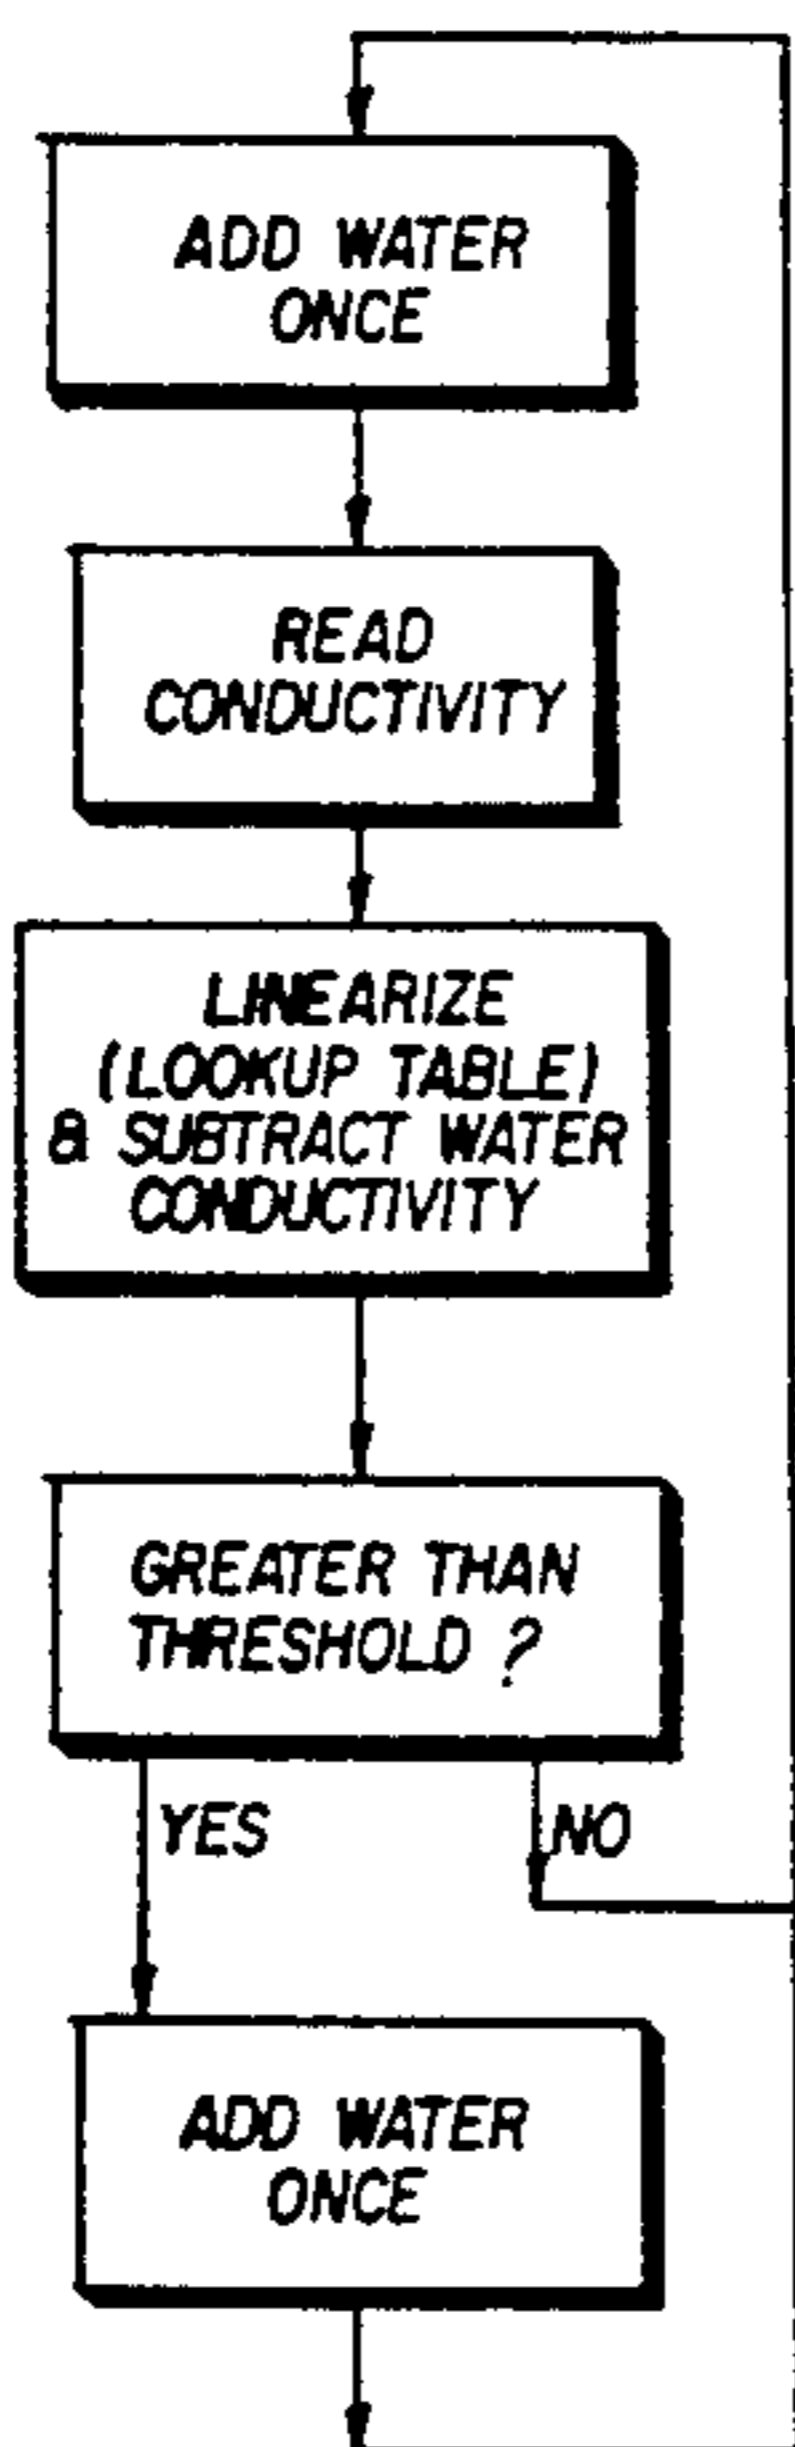 ADD WATER
ONCE
READ
CONDUCTIVITY
LINEARIZE
(LOOKUP TABLE)
& SUBTRACT WATER
CONDUCTIVITY
GREATER THAN
THRESHOLD ?
YES
NO
ADD WATER
ONCE